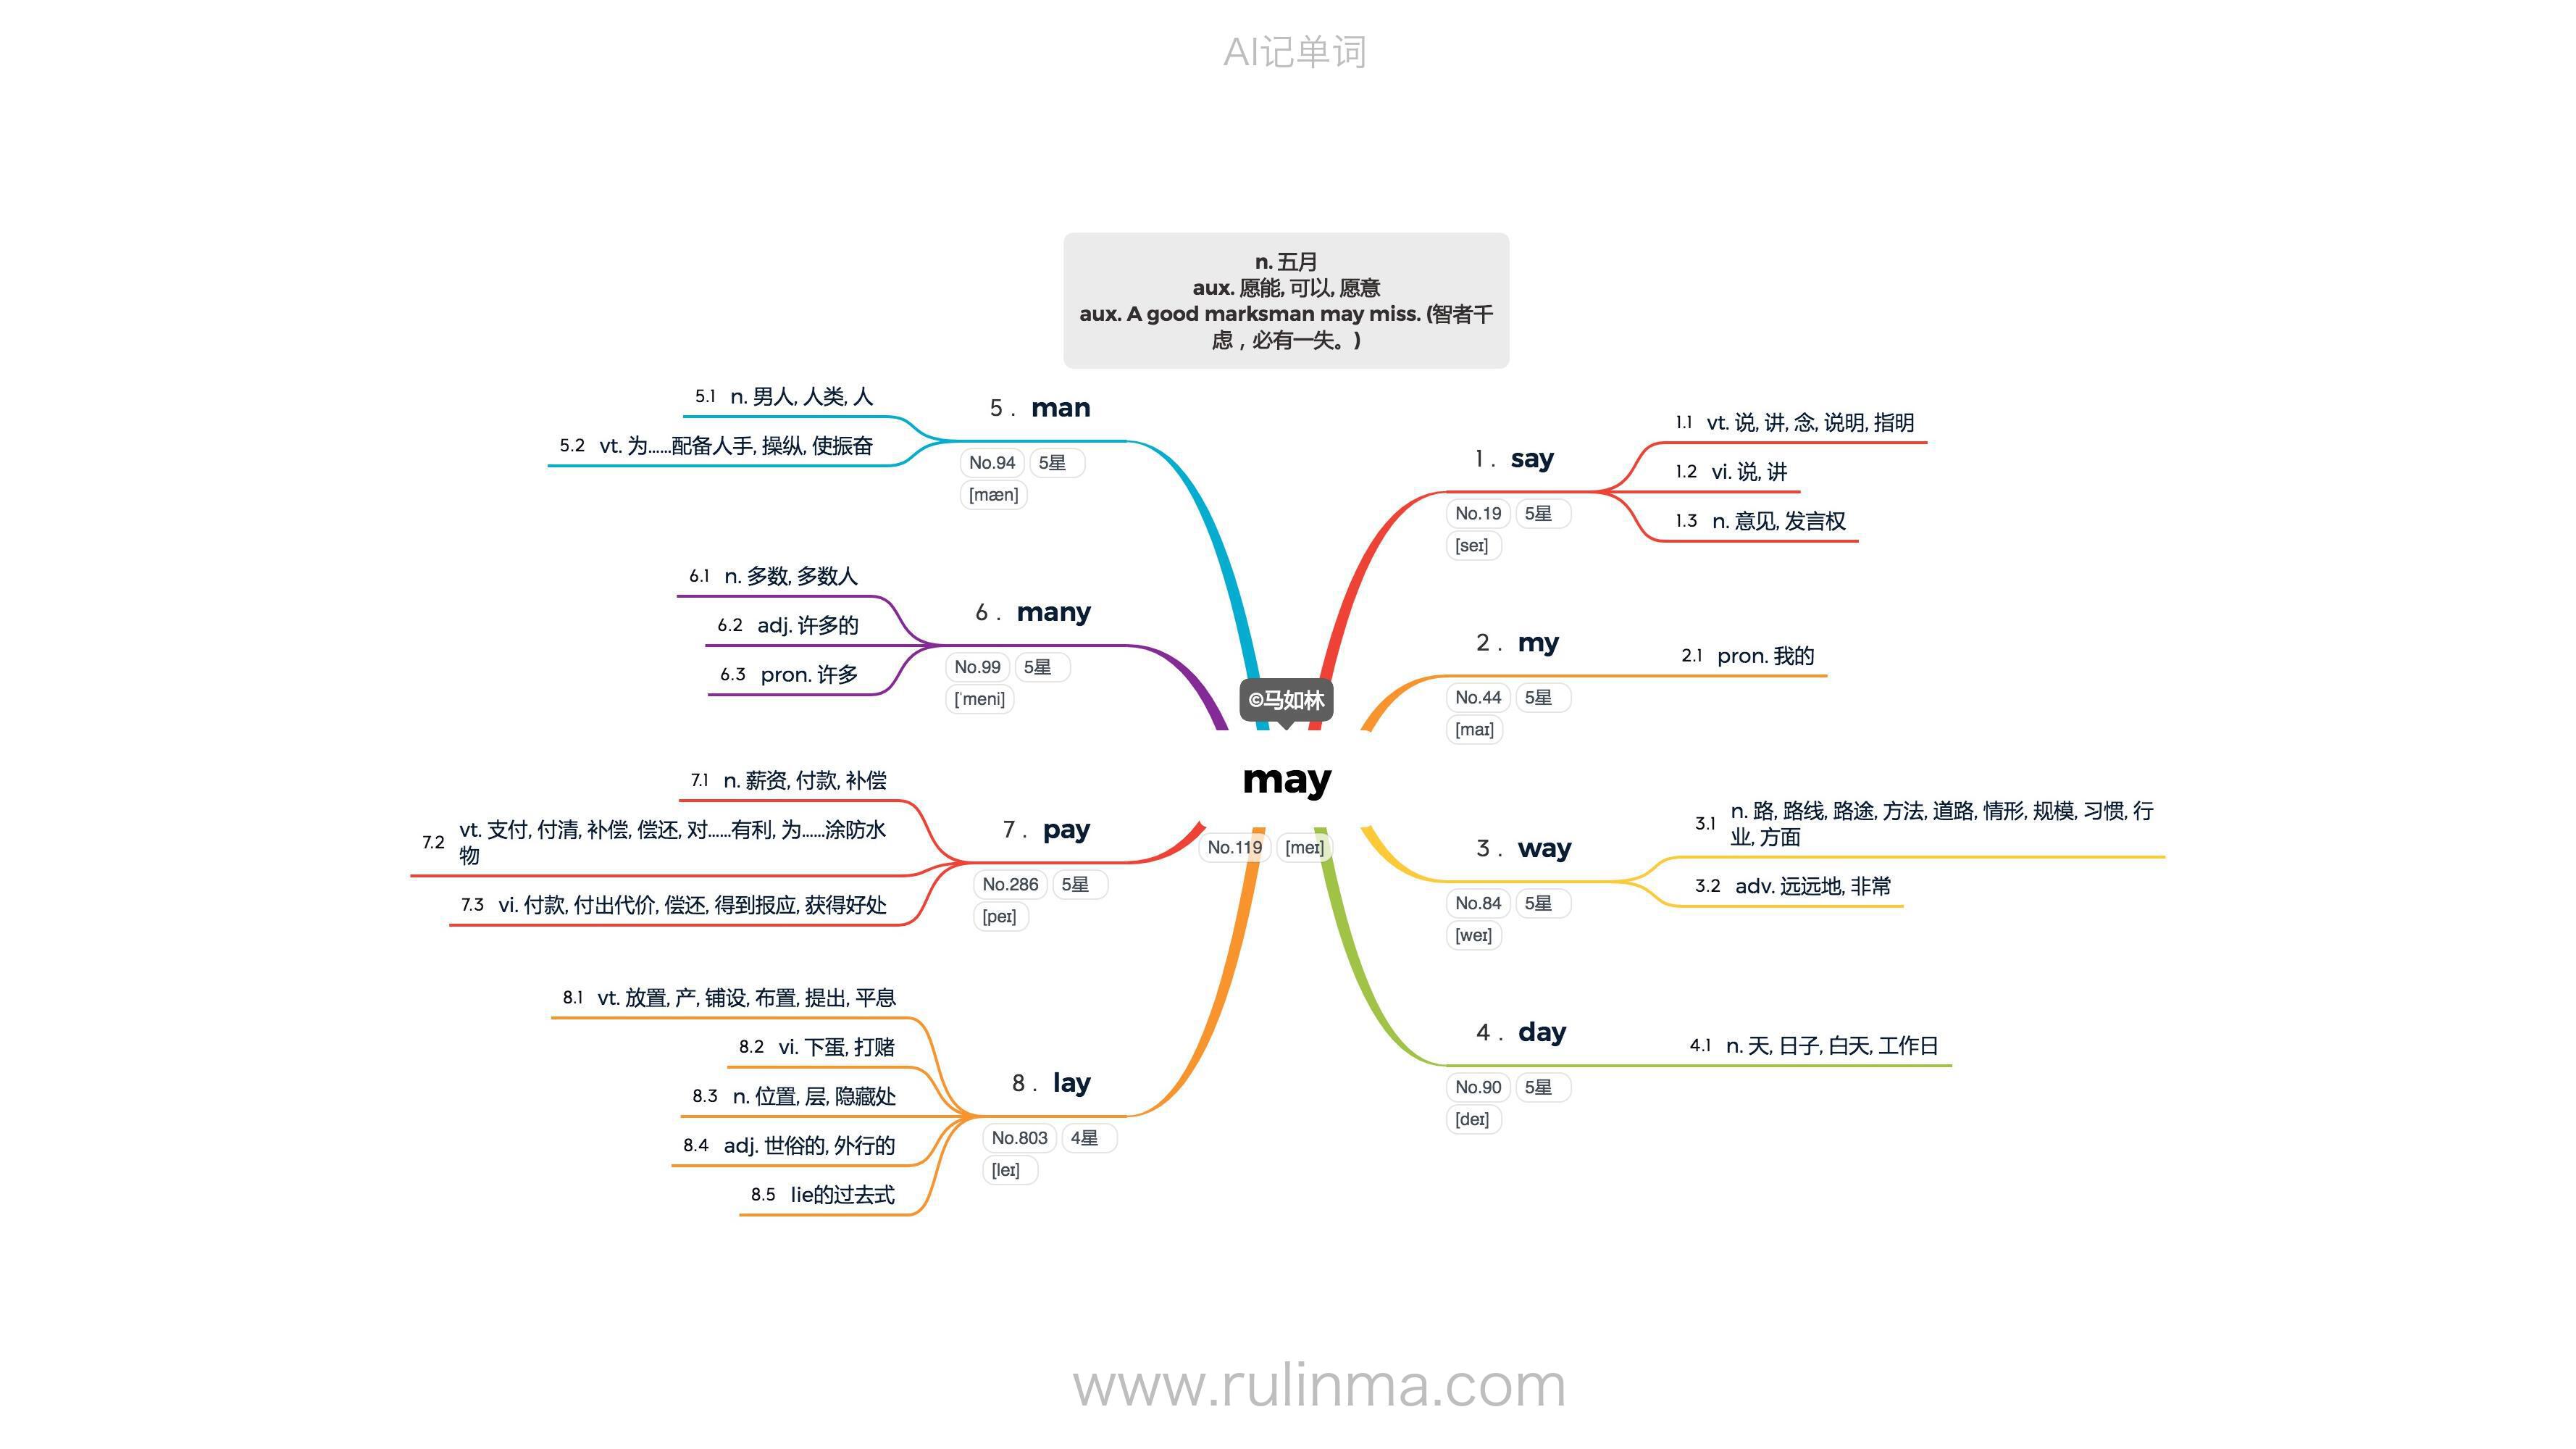 AI记单词
n. 五月
aux. 愿能, 可以, 愿意
aux. A good marksman may miss. (智者千
虑，必有一失。)
©马如林
may
No.119 [meɪ]
1. say
No.19 5星
[seɪ]
1.1 vt. 说, 讲, 念, 说明, 指明
1.2 vi. 说, 讲
1.3 n. 意见, 发言权
2. my
No.44 5星
[maɪ]
2.1 pron. 我的
3. way
No.84 5星
[weɪ]
3.1 n. 路, 路线, 路途, 方法, 道路, 情形, 规模, 习惯, 行
业, 方面
3.2 adv. 远远地, 非常
4. day
No.90 5星
[deɪ]
4.1 n. 天, 日子, 白天, 工作日
5. man
No.94 5星
[mæn]
5.1 n. 男人, 人类, 人
5.2 vt. 为……配备人手, 操纵, 使振奋
6. many
No.99 5星
[ˈmeni]
6.1 n. 多数, 多数人
6.2 adj. 许多的
6.3 pron. 许多
7. pay
No.286 5星
[peɪ]
7.1 n. 薪资, 付款, 补偿
7.2 vt. 支付, 付清, 补偿, 偿还, 对……有利, 为……涂防水
物
7.3 vi. 付款, 付出代价, 偿还, 得到报应, 获得好处
8. lay
No.803 4星
[leɪ]
8.1 vt. 放置, 产, 铺设, 布置, 提出, 平息
8.2 vi. 下蛋, 打赌
8.3 n. 位置, 层, 隐藏处
8.4 adj. 世俗的, 外行的
8.5 lie的过去式
www.rulinma.com